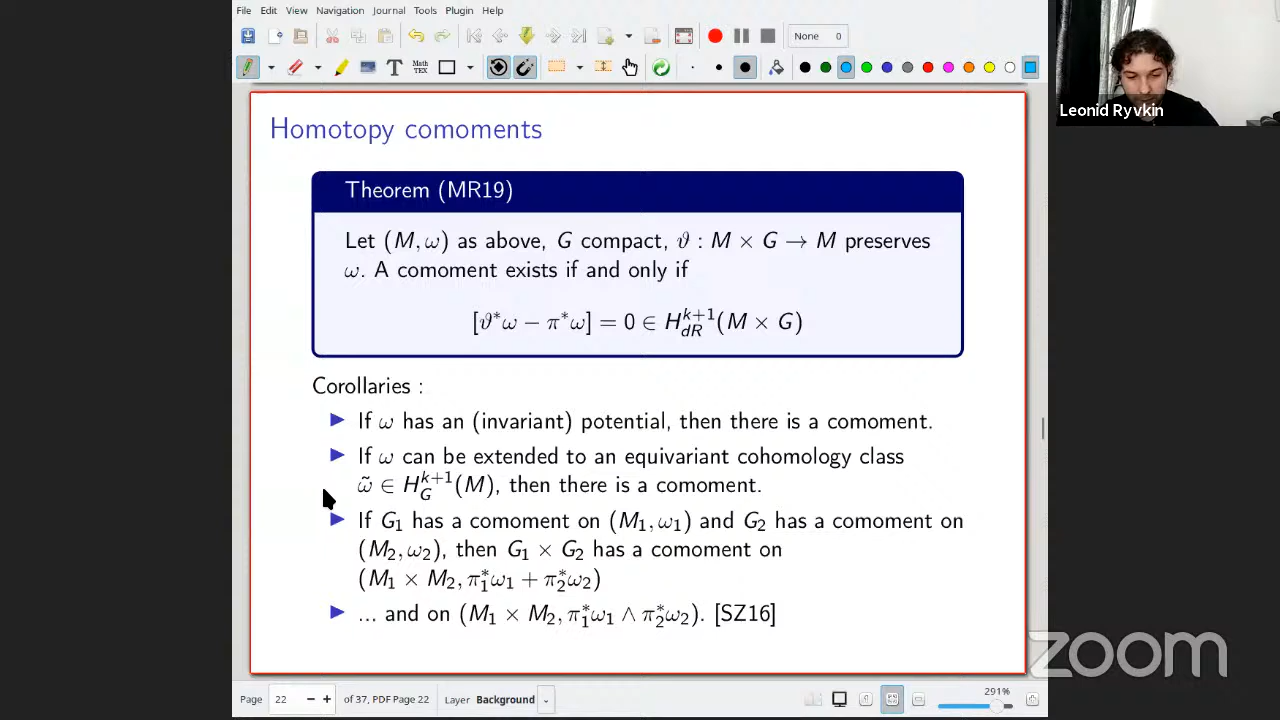 File Edit View Navigation Journal Tools Plugin Help
None 0
T Math TEX
Leonid Ryvkin
Homotopy comoments
Theorem (MR19)
Let (M, ω) as above, G compact, ϑ : M × G → M preserves
ω. A comoment exists if and only if
[ϑ*ω − π*ω] = 0 ∈ H_{dR}^{k+1}(M × G)
Corollaries :
▶ If ω has an (invariant) potential, then there is a comoment.
▶ If ω can be extended to an equivariant cohomology class
ω̃ ∈ H_G^{k+1}(M), then there is a comoment.
▶ If G₁ has a comoment on (M₁, ω₁) and G₂ has a comoment on
(M₂, ω₂), then G₁ × G₂ has a comoment on
(M₁ × M₂, π₁*ω₁ + π₂*ω₂)
▶ ... and on (M₁ × M₂, π₁*ω₁ ∧ π₂*ω₂). [SZ16]
zoom
Page 22 − + of 37, PDF Page 22 Layer Background 291%